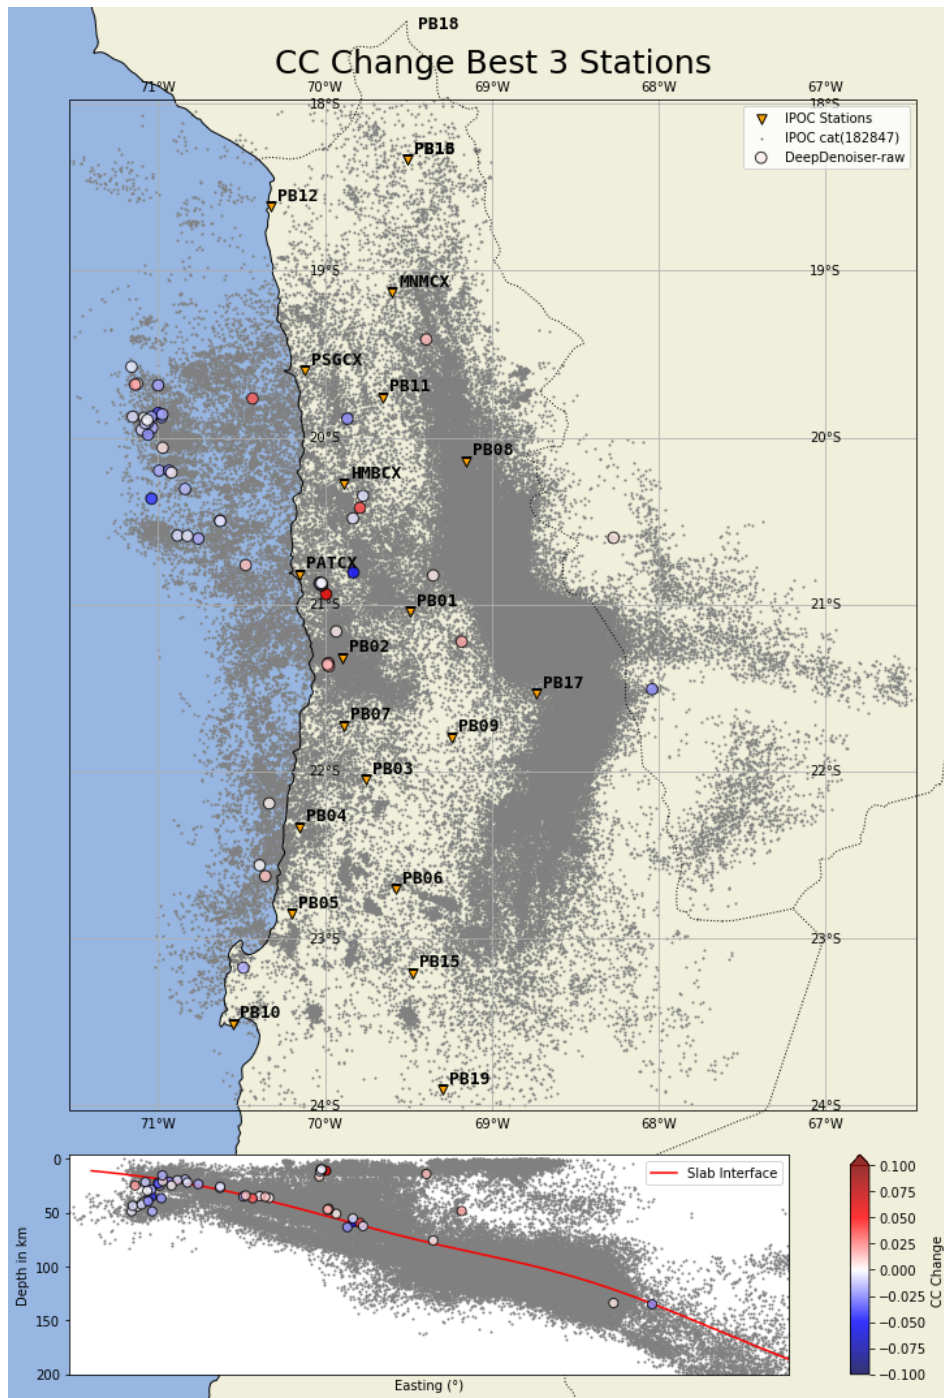 PB18
CC Change Best 3 Stations
71°W
70°W
69°W
68°W
67°W
18°S
18°S
IPOC Stations
IPOC cat(182847)
DeepDenoiser-raw
PB12
MNMCX
19°S
19°S
PSGCX
PB11
20°S
20°S
PB08
HMBCX
PATCX
21°S
21°S
PB01
PB02
PB17
PB07
PB09
22°S
22°S
PB03
PB04
PB06
PB05
23°S
23°S
PB15
PB10
PB19
24°S
24°S
71°W
70°W
69°W
68°W
67°W
0
50
100
150
200
Depth in km
Easting (°)
Slab Interface
0.100
0.075
0.050
0.025
0.000
−0.025
−0.050
−0.075
−0.100
CC Change